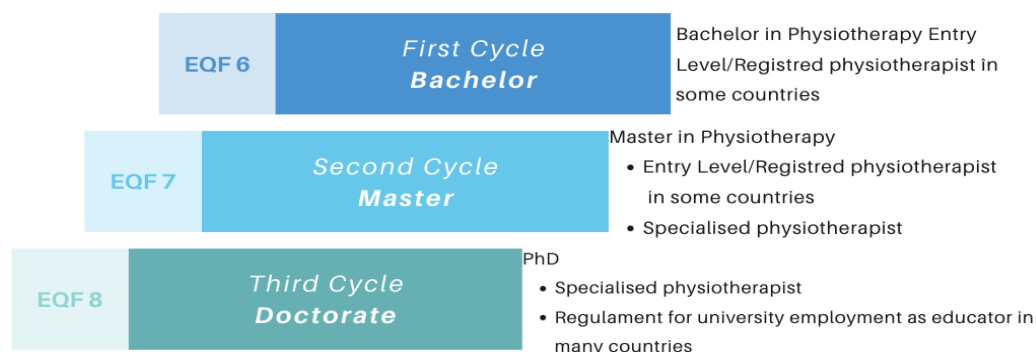 EQF 6
First Cycle
Bachelor
Bachelor in Physiotherapy Entry
Level/Registred physiotherapist in
some countries
EQF 7
Second Cycle
Master
Master in Physiotherapy
• Entry Level/Registred physiotherapist
in some countries
• Specialised physiotherapist
EQF 8
Third Cycle
Doctorate
PhD
• Specialised physiotherapist
• Regulament for university employment as educator in
many countries